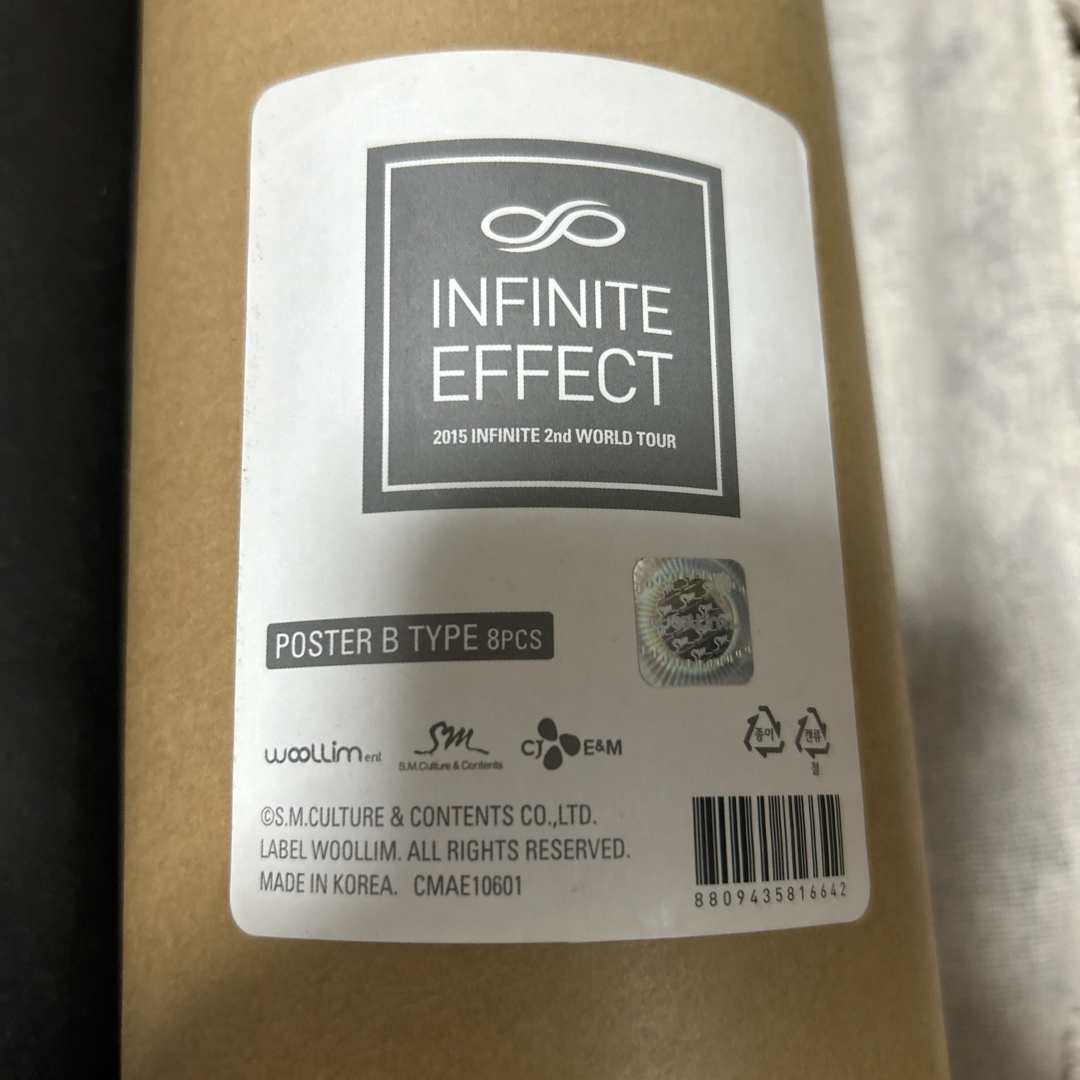 INFINITE
EFFECT
2015 INFINITE 2nd WORLD TOUR
POSTER B TYPE 8PCS
woollim ent
SM
S.M.Culture & Contents
CJ E&M
종이
캔류
철
©S.M.CULTURE & CONTENTS CO.,LTD.
LABEL WOOLLIM. ALL RIGHTS RESERVED.
MADE IN KOREA. CMAE10601
8809435816642